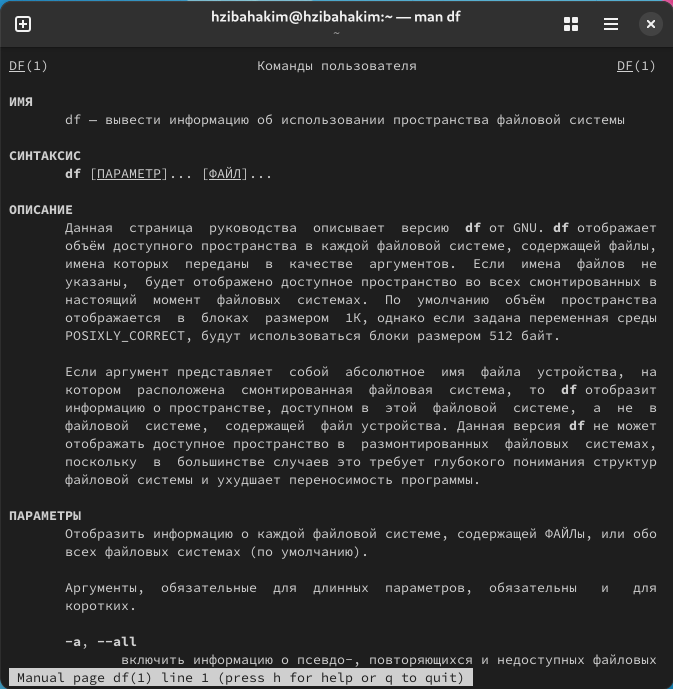 hzibahakim@hzibahakim:~ — man df
~
DF(1) Команды пользователя DF(1)
ИМЯ
df — вывести информацию об использовании пространства файловой системы
СИНТАКСИС
df [ПАРАМЕТР]... [ФАЙЛ]...
ОПИСАНИЕ
Данная страница руководства описывает версию df от GNU. df отображает
объём доступного пространства в каждой файловой системе, содержащей файлы,
имена которых переданы в качестве аргументов. Если имена файлов не
указаны, будет отображено доступное пространство во всех смонтированных в
настоящий момент файловых системах. По умолчанию объём пространства
отображается в блоках размером 1K, однако если задана переменная среды
POSIXLY_CORRECT, будут использоваться блоки размером 512 байт.
Если аргумент представляет собой абсолютное имя файла устройства, на
котором расположена смонтированная файловая система, то df отобразит
информацию о пространстве, доступном в этой файловой системе, а не в
файловой системе, содержащей файл устройства. Данная версия df не может
отображать доступное пространство в размонтированных файловых системах,
поскольку в большинстве случаев это требует глубокого понимания структур
файловой системы и ухудшает переносимость программы.
ПАРАМЕТРЫ
Отобразить информацию о каждой файловой системе, содержащей ФАЙЛы, или обо
всех файловых системах (по умолчанию).
Аргументы, обязательные для длинных параметров, обязательны и для
коротких.
-a, --all
включить информацию о псевдо-, повторяющихся и недоступных файловых
Manual page df(1) line 1 (press h for help or q to quit)